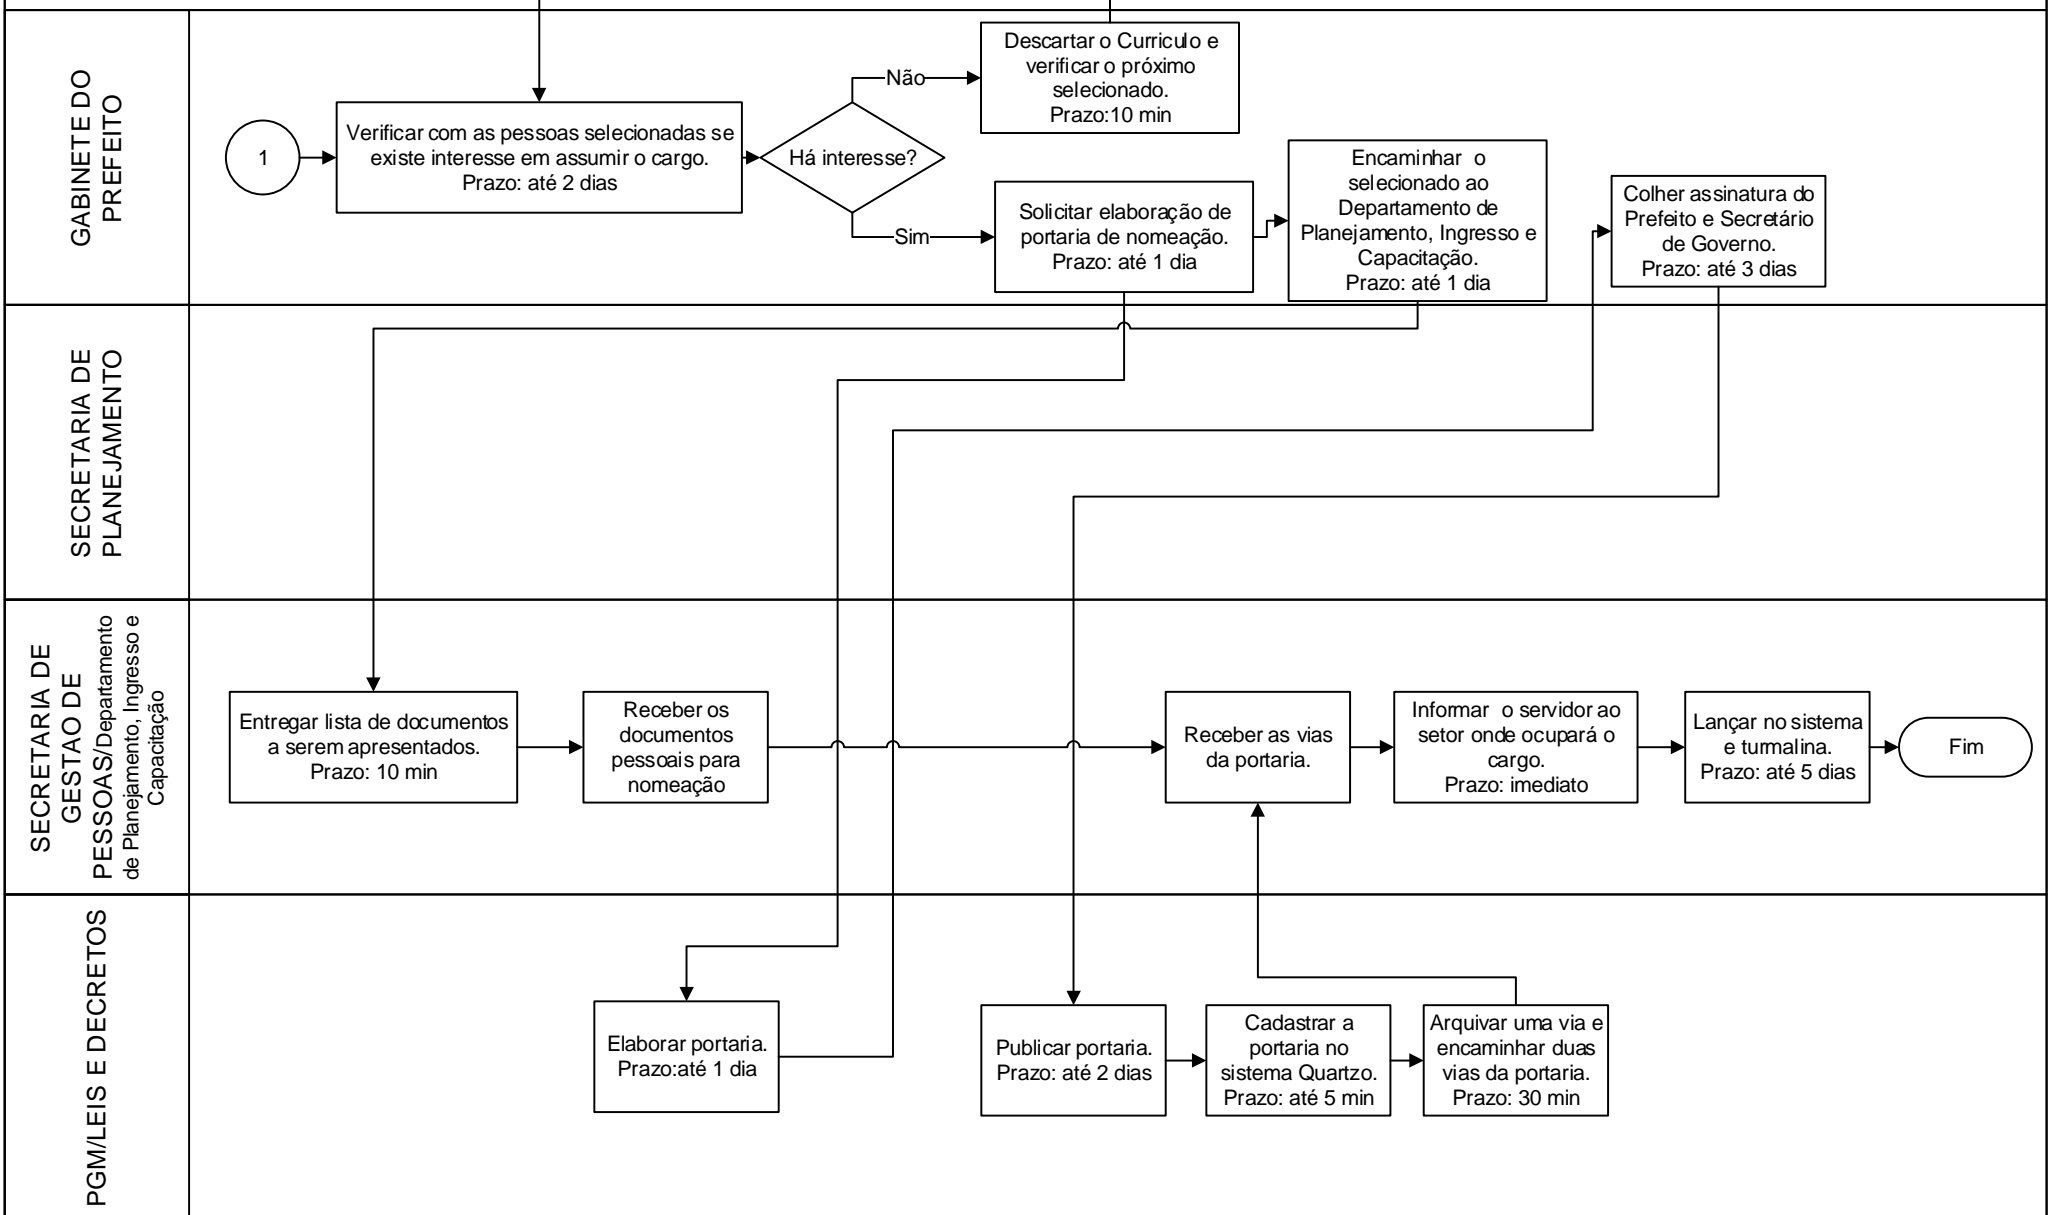 GABINETE DO
PREFEITO
1
Verificar com as pessoas selecionadas se
existe interesse em assumir o cargo.
Prazo: até 2 dias
Há interesse?
Não
Sim
Descartar o Curriculo e
verificar o próximo
selecionado.
Prazo:10 min
Solicitar elaboração de
portaria de nomeação.
Prazo: até 1 dia
Encaminhar o
selecionado ao
Departamento de
Planejamento, Ingresso e
Capacitação.
Prazo: até 1 dia
Colher assinatura do
Prefeito e Secretário
de Governo.
Prazo: até 3 dias
SECRETARIA DE
PLANEJAMENTO
SECRETARIA DE
GESTAO DE
PESSOAS/Departamento
de Planejamento, Ingresso e
Capacitação
Entregar lista de documentos
a serem apresentados.
Prazo: 10 min
Receber os
documentos
pessoais para
nomeação
Receber as vias
da portaria.
Informar o servidor ao
setor onde ocupará o
cargo.
Prazo: imediato
Lançar no sistema
e turmalina.
Prazo: até 5 dias
Fim
PGM/LEIS E DECRETOS
Elaborar portaria.
Prazo:até 1 dia
Publicar portaria.
Prazo: até 2 dias
Cadastrar a
portaria no
sistema Quartzo.
Prazo: até 5 min
Arquivar uma via e
encaminhar duas
vias da portaria.
Prazo: 30 min